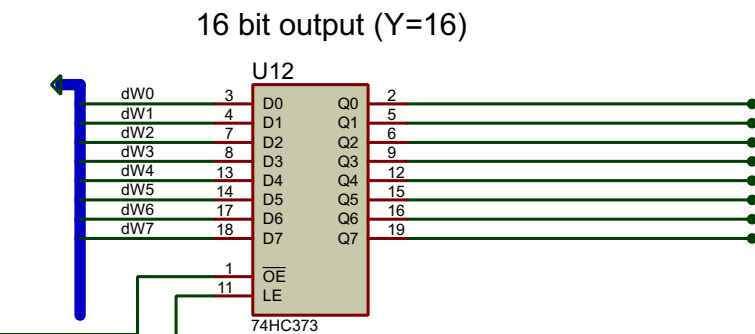 16 bit output (Y=16)
U12
dW0 3 D0 Q0 2
dW1 4 D1 Q1 5
dW2 7 D2 Q2 6
dW3 8 D3 Q3 9
dW4 13 D4 Q4 12
dW5 14 D5 Q5 15
dW6 17 D6 Q6 16
dW7 18 D7 Q7 19
1 OE
11 LE
74HC373